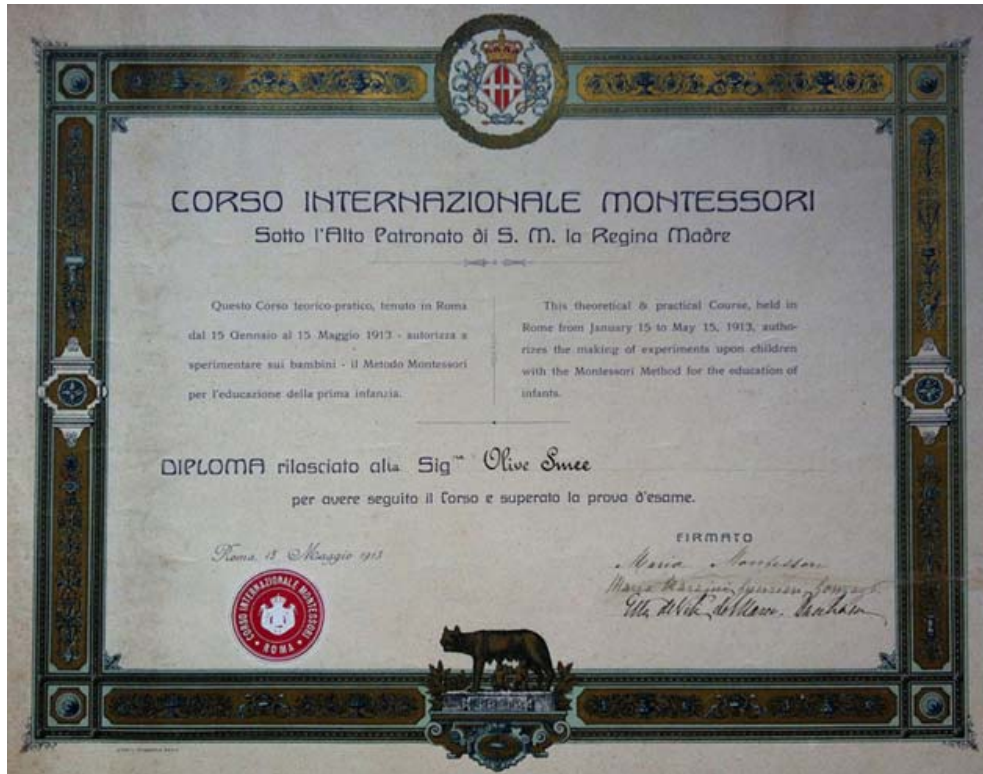 CORSO INTERNAZIONALE MONTESSORI
Sotto l'Alto Patronato di S. M. la Regina Madre
Questo Corso teorico-pratico, tenuto in Roma
dal 15 Gennaio al 15 Maggio 1913 - autorizza a
sperimentare sui bambini - il Metodo Montessori
per l'educazione della prima infanzia.
This theoretical & practical Course, held in
Rome from January 15 to May 15, 1913, autho-
rizes the making of experiments upon children
with the Montessori Method for the education of
infants.
DIPLOMA rilasciato alla Sig.na Olive Smee
per avere seguito il Corso e superato la prova d'esame.
Roma, 15 Maggio 1913
FIRMATO
Maria Montessori
Maria
CORSO INTERNAZIONALE MONTESSORI
• ROMA •